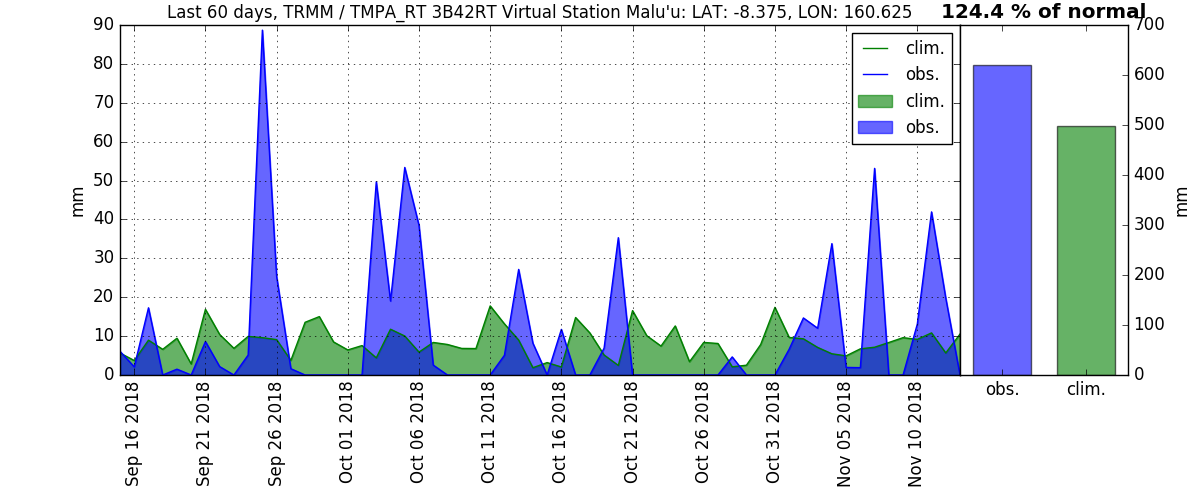 Last 60 days, TRMM / TMPA_RT 3B42RT Virtual Station Malu'u: LAT: -8.375, LON: 160.625
124.4 % of normal
90
80
70
60
50
40
30
20
10
0
mm
clim.
obs.
clim.
obs.
Sep 16 2018
Sep 21 2018
Sep 26 2018
Oct 01 2018
Oct 06 2018
Oct 11 2018
Oct 16 2018
Oct 21 2018
Oct 26 2018
Oct 31 2018
Nov 05 2018
Nov 10 2018
700
600
500
400
300
200
100
0
mm
obs.
clim.